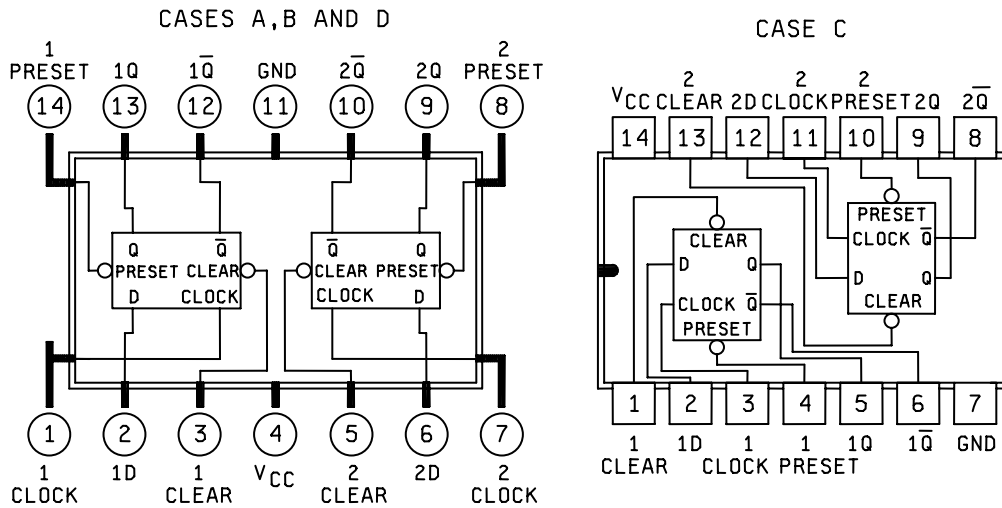 CASES A,B AND D
1
PRESET 1Q 1Q̅ GND 2Q̅ 2Q 2
PRESET
14 13 12 11 10 9 8
Q Q̅ Q̅ Q
PRESET CLEAR CLEAR PRESET
D CLOCK CLOCK D
1 2 3 4 5 6 7
1
CLOCK 1D 1
CLEAR VCC 2
CLEAR 2D 2
CLOCK
CASE C
VCC 2
CLEAR 2D 2
CLOCK 2
PRESET 2Q 2Q̅
14 13 12 11 10 9 8
PRESET
CLOCK Q̅
D Q
CLEAR
CLEAR
D Q
CLOCK Q̅
PRESET
1 2 3 4 5 6 7
1
CLEAR 1D 1
CLOCK 1
PRESET 1Q 1Q̅ GND